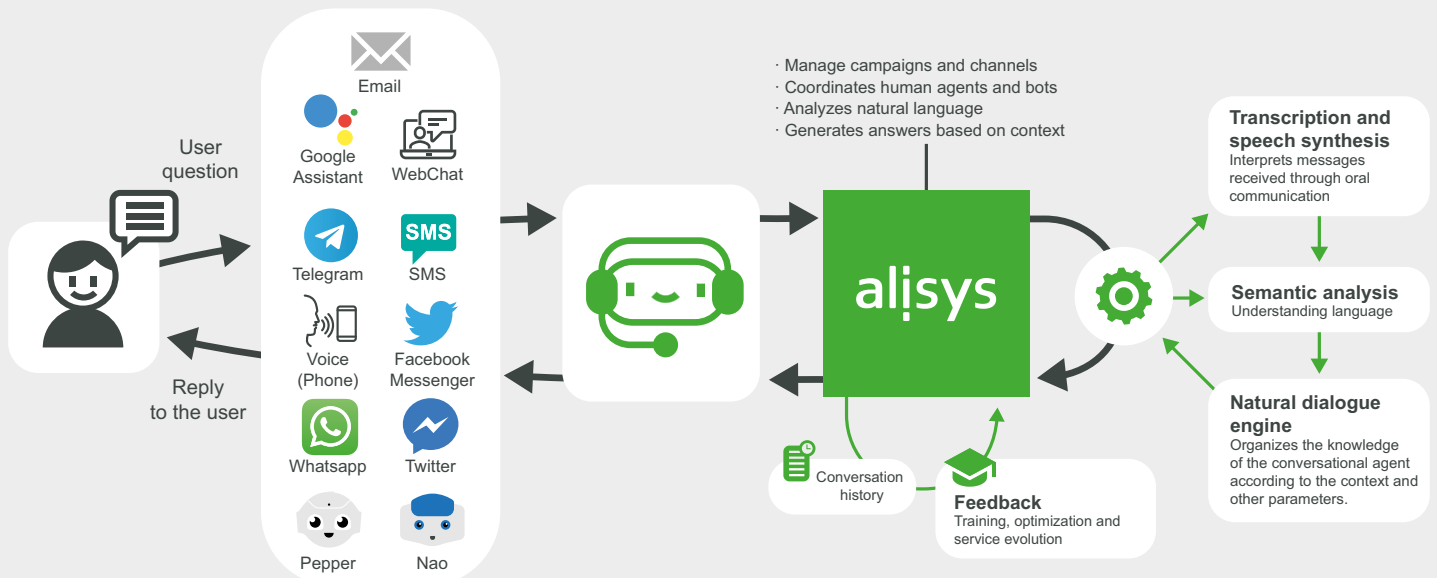 User
question
Reply
to the user
Email
Google
Assistant
WebChat
Telegram
SMS
SMS
Voice
(Phone)
Facebook
Messenger
Whatsapp
Twitter
Pepper
Nao
· Manage campaigns and channels
· Coordinates human agents and bots
· Analyzes natural language
· Generates answers based on context
alisys
Conversation
history
Feedback
Training, optimization and
service evolution
Transcription and
speech synthesis
Interprets messages
received through oral
communication
Semantic analysis
Understanding language
Natural dialogue
engine
Organizes the knowledge
of the conversational agent
according to the context and
other parameters.